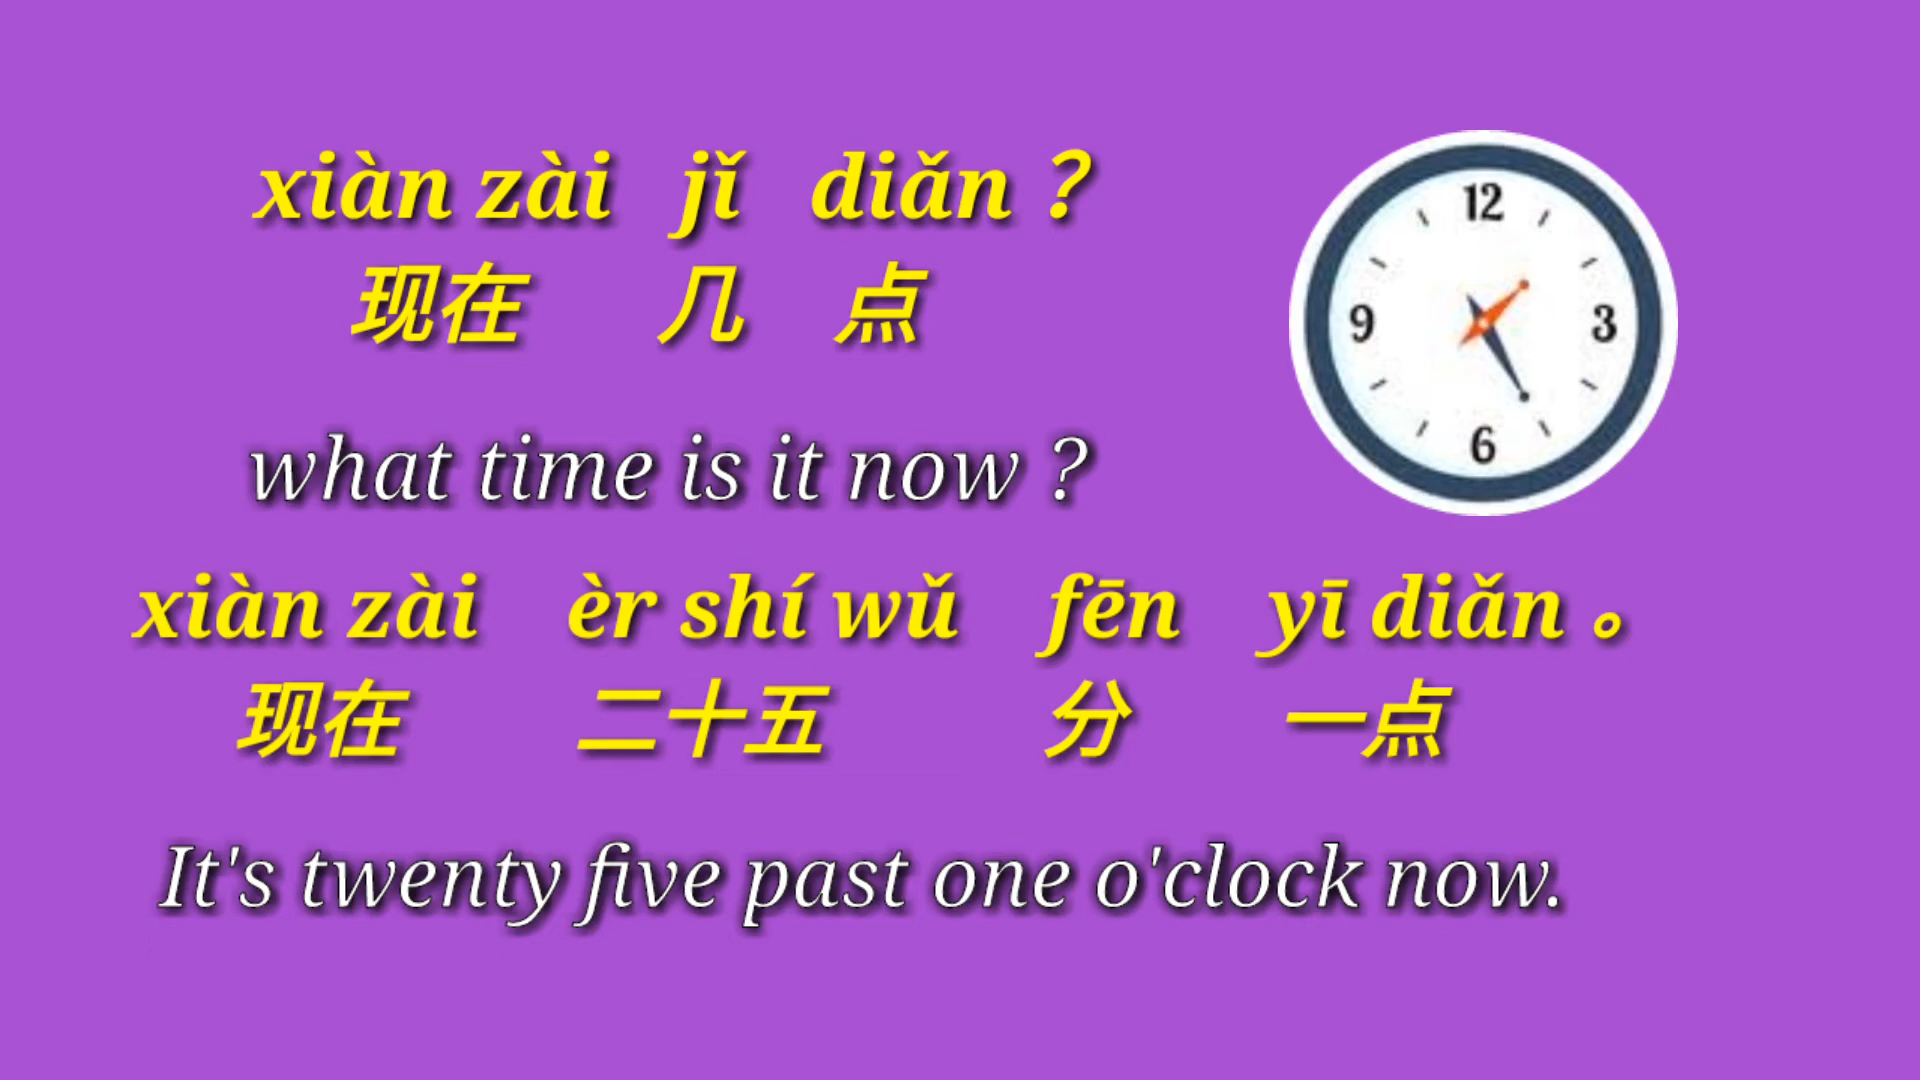 xiàn zài jǐ diǎn ?
现在 几 点
what time is it now ?
xiàn zài èr shí wǔ fēn yī diǎn 。
现在 二十五 分 一点
It's twenty five past one o'clock now.
12
9 3
6